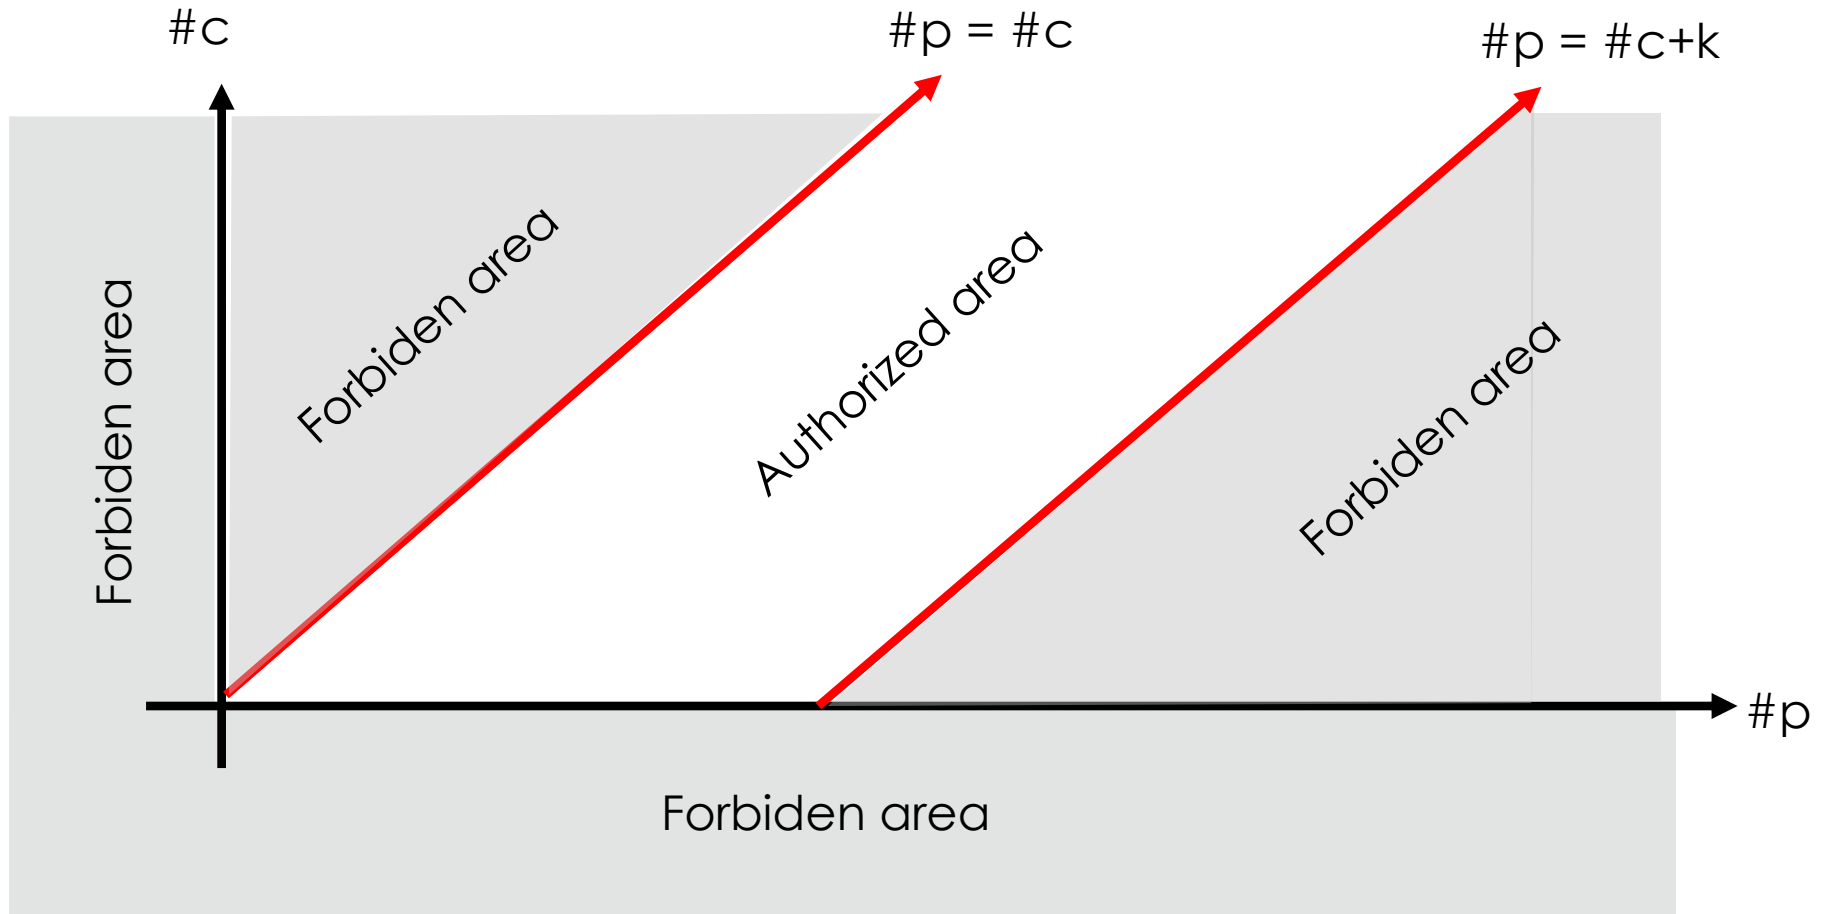 #c
#p = #c
#p = #c+k
Forbiden area
Forbiden area
Authorized area
Forbiden area
#p
Forbiden area